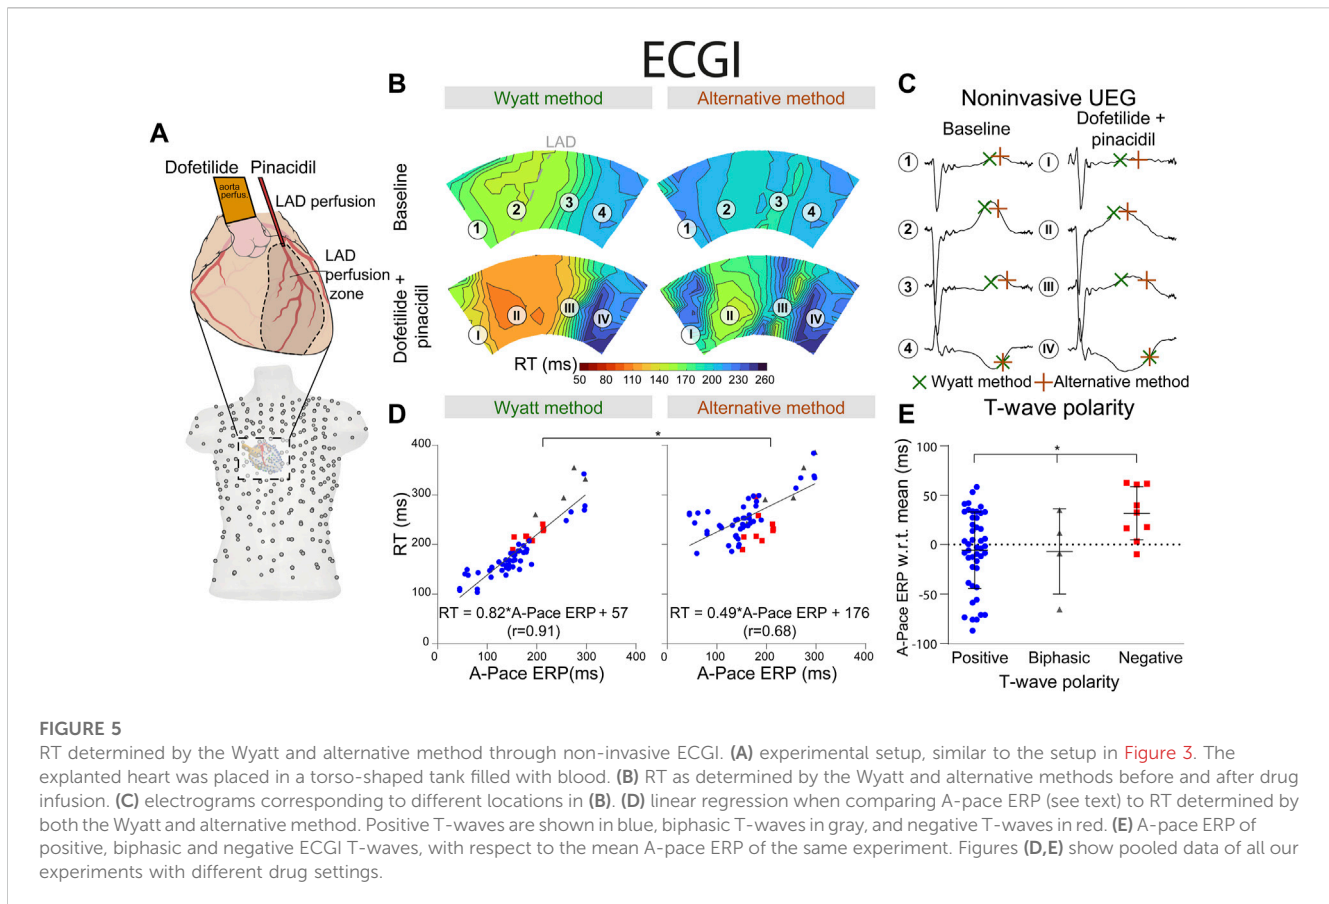 ECGI
A
Dofetilide
Pinacidil
aorta
perfus.
LAD perfusion
LAD
perfusion
zone
B
Wyatt method
Alternative method
Baseline
LAD
1
2
3
4
1
2
3
4
Dofetilide +
pinacidil
I
II
III
IV
I
II
III
IV
RT (ms)
50 80 110 140 170 200 230 260
C
Noninvasive UEG
Baseline
Dofetilide +
pinacidil
1
I
2
II
3
III
4
IV
Wyatt method
Alternative method
D
Wyatt method
Alternative method
*
RT (ms)
400
300
200
100
0
RT = 0.82*A-Pace ERP + 57
(r=0.91)
0 100 200 300 400
A-Pace ERP(ms)
RT = 0.49*A-Pace ERP + 176
(r=0.68)
0 100 200 300 400
A-Pace ERP (ms)
T-wave polarity
E
*
A-Pace ERP w.r.t. mean (ms)
100
50
0
-50
-100
Positive Biphasic Negative
T-wave polarity
FIGURE 5
RT determined by the Wyatt and alternative method through non-invasive ECGI. (A) experimental setup, similar to the setup in Figure 3. The
explanted heart was placed in a torso-shaped tank filled with blood. (B) RT as determined by the Wyatt and alternative methods before and after drug
infusion. (C) electrograms corresponding to different locations in (B). (D) linear regression when comparing A-pace ERP (see text) to RT determined by
both the Wyatt and alternative method. Positive T-waves are shown in blue, biphasic T-waves in gray, and negative T-waves in red. (E) A-pace ERP of
positive, biphasic and negative ECGI T-waves, with respect to the mean A-pace ERP of the same experiment. Figures (D,E) show pooled data of all our
experiments with different drug settings.